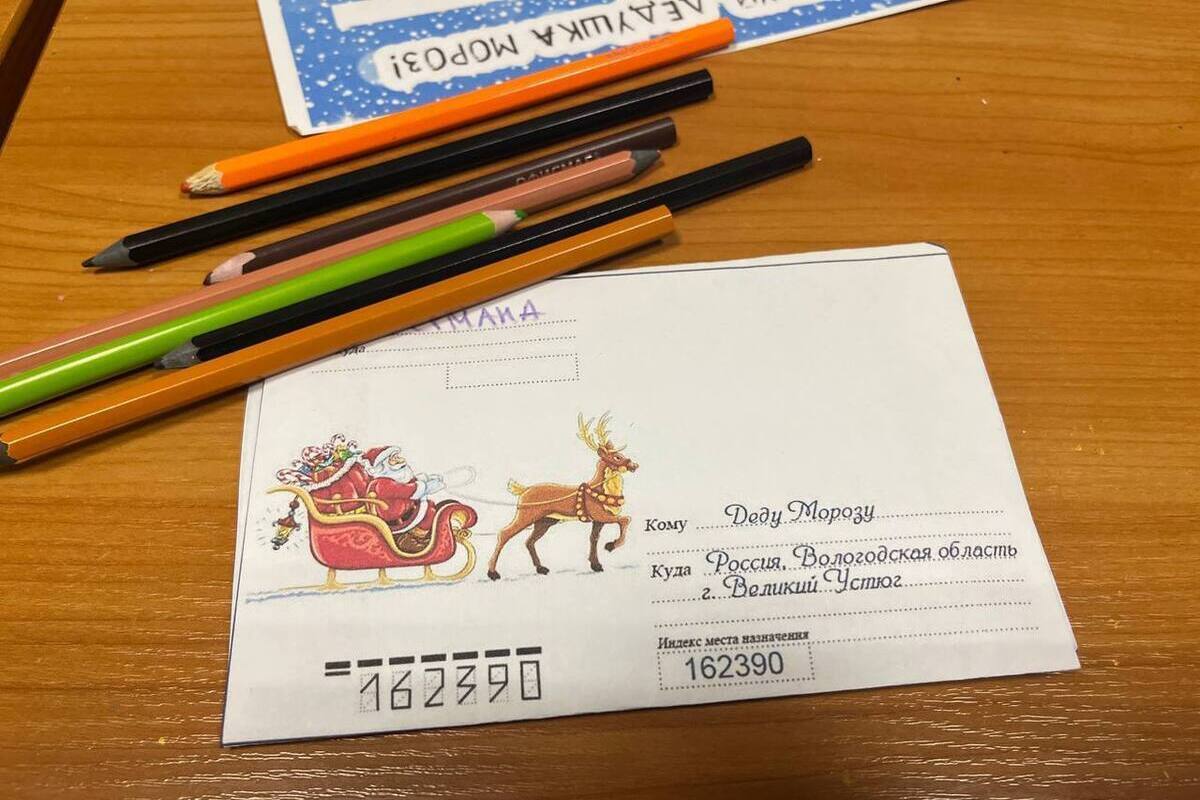 ДЕДУШКА МОРОЗ!
Кому Деду Морозу
Куда Россия, Вологодская область
г. Великий Устюг
Индекс места назначения
162390
162390